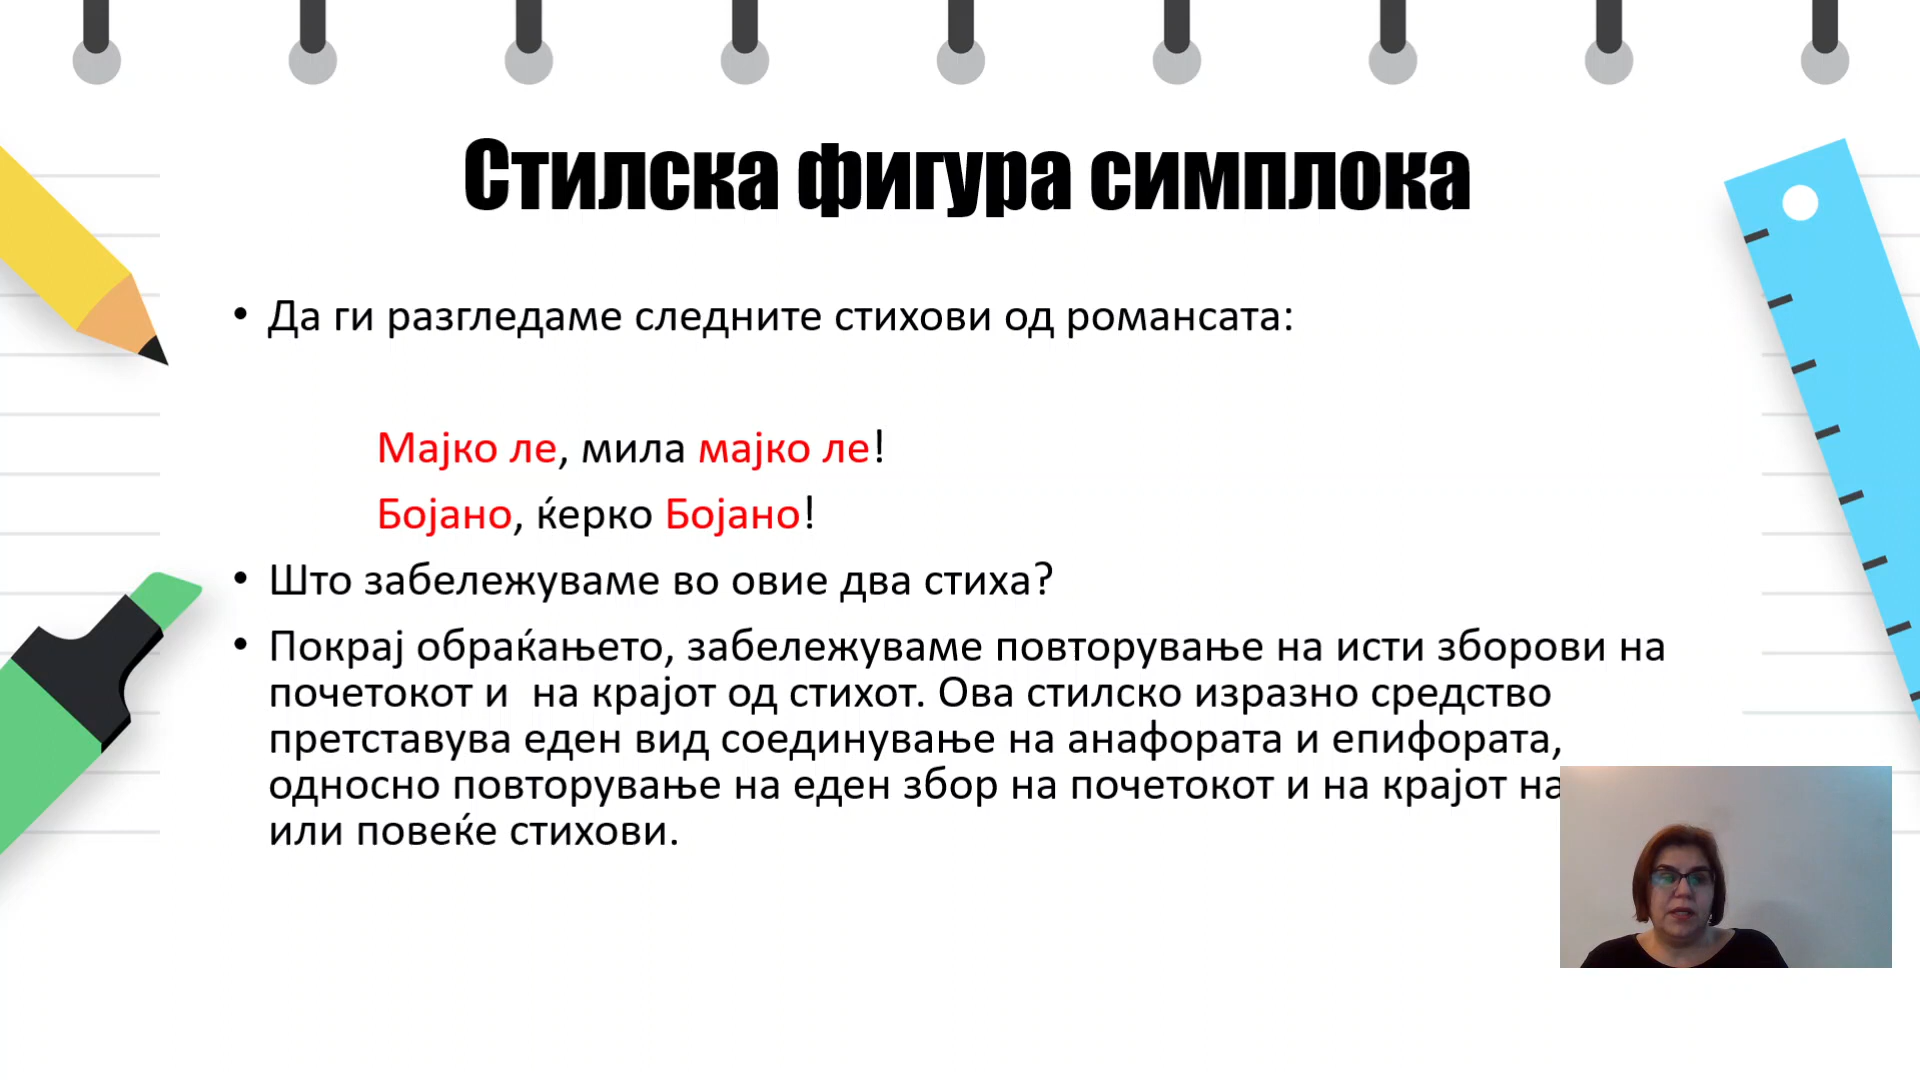 Стилска фигура симплока
• Да ги разгледаме следните стихови од романсата:
Мајко ле, мила мајко ле!
Бојано, ќерко Бојано!
• Што забележуваме во овие два стиха?
• Покрај обраќањето, забележуваме повторување на исти зборови на
почетокот и на крајот од стихот. Ова стилско изразно средство
претставува еден вид соединување на анафората и епифората,
односно повторување на еден збор на почетокот и на крајот на
или повеќе стихови.